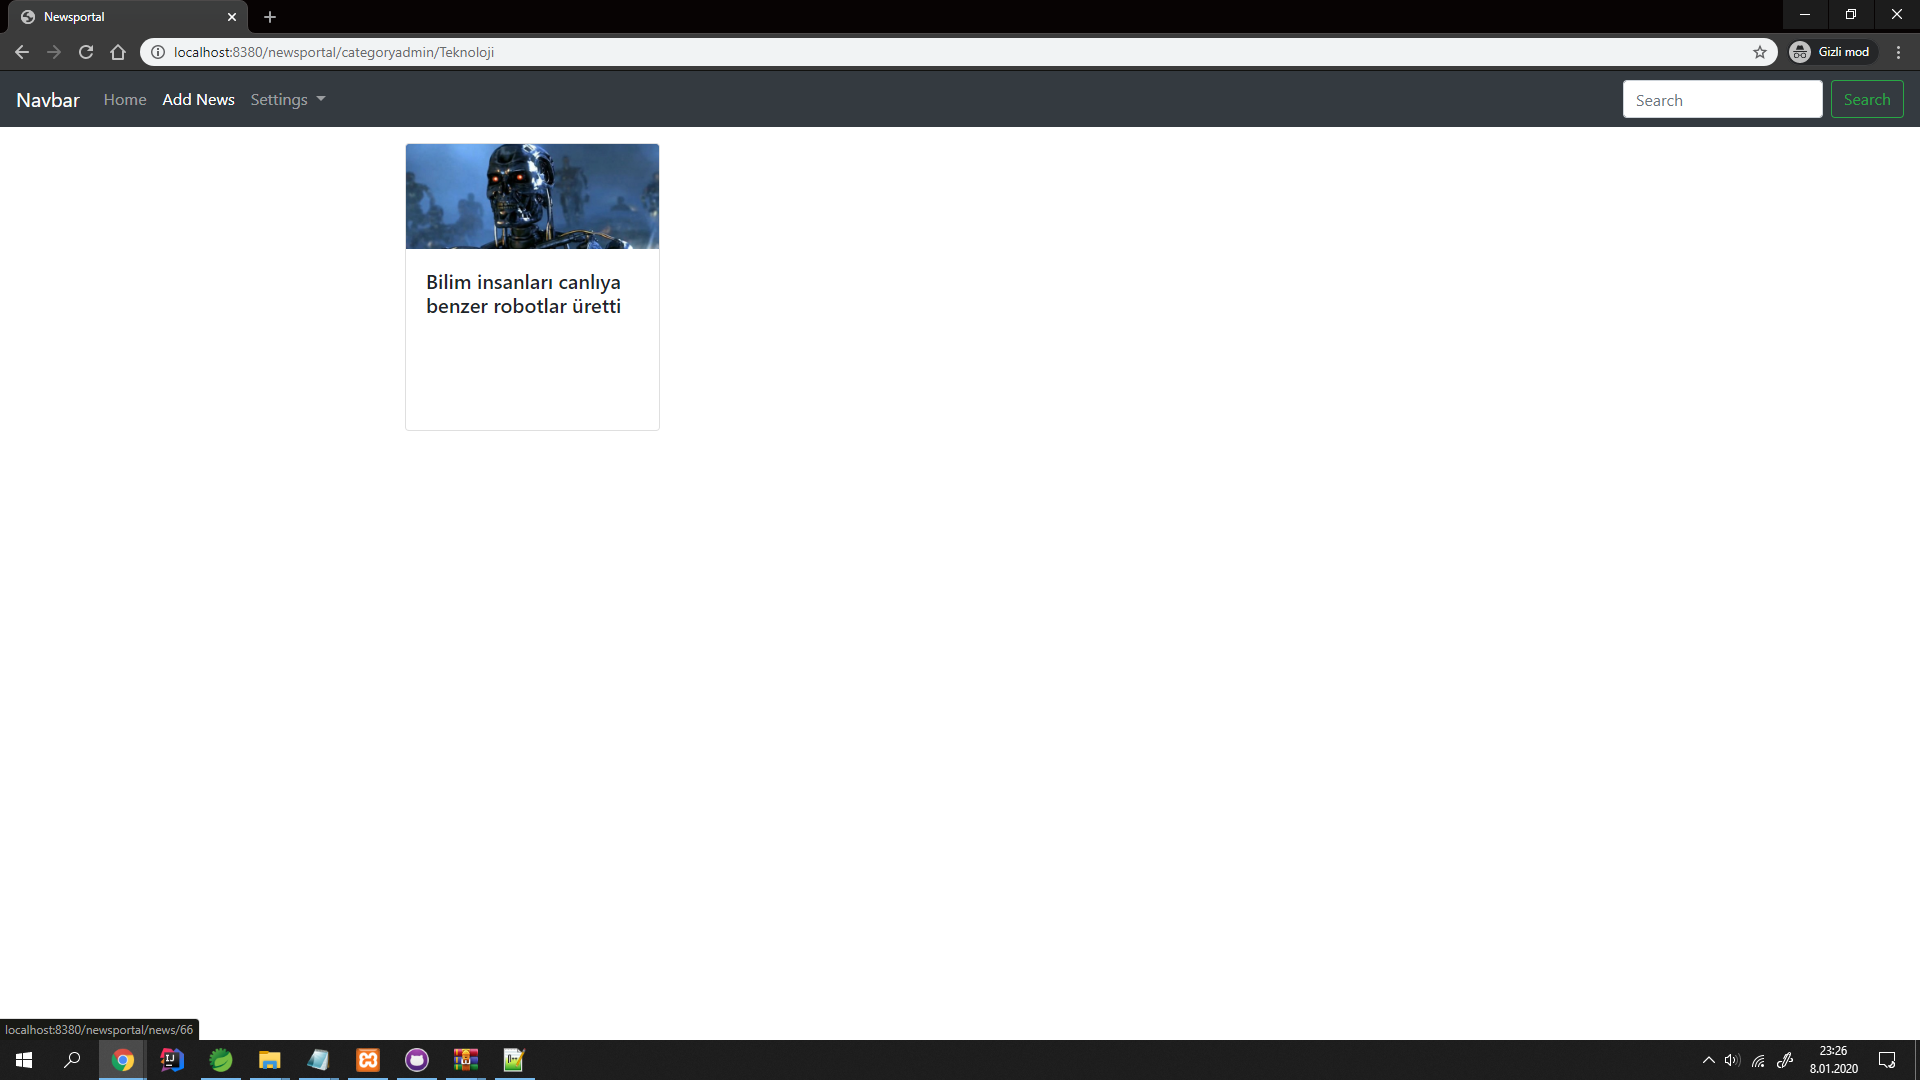 Newsportal
localhost:8380/newsportal/categoryadmin/Teknoloji
Gizli mod
Navbar
Home
Add News
Settings
Search
Search
Bilim insanları canlıya
benzer robotlar üretti
localhost:8380/newsportal/news/66
23:26
8.01.2020